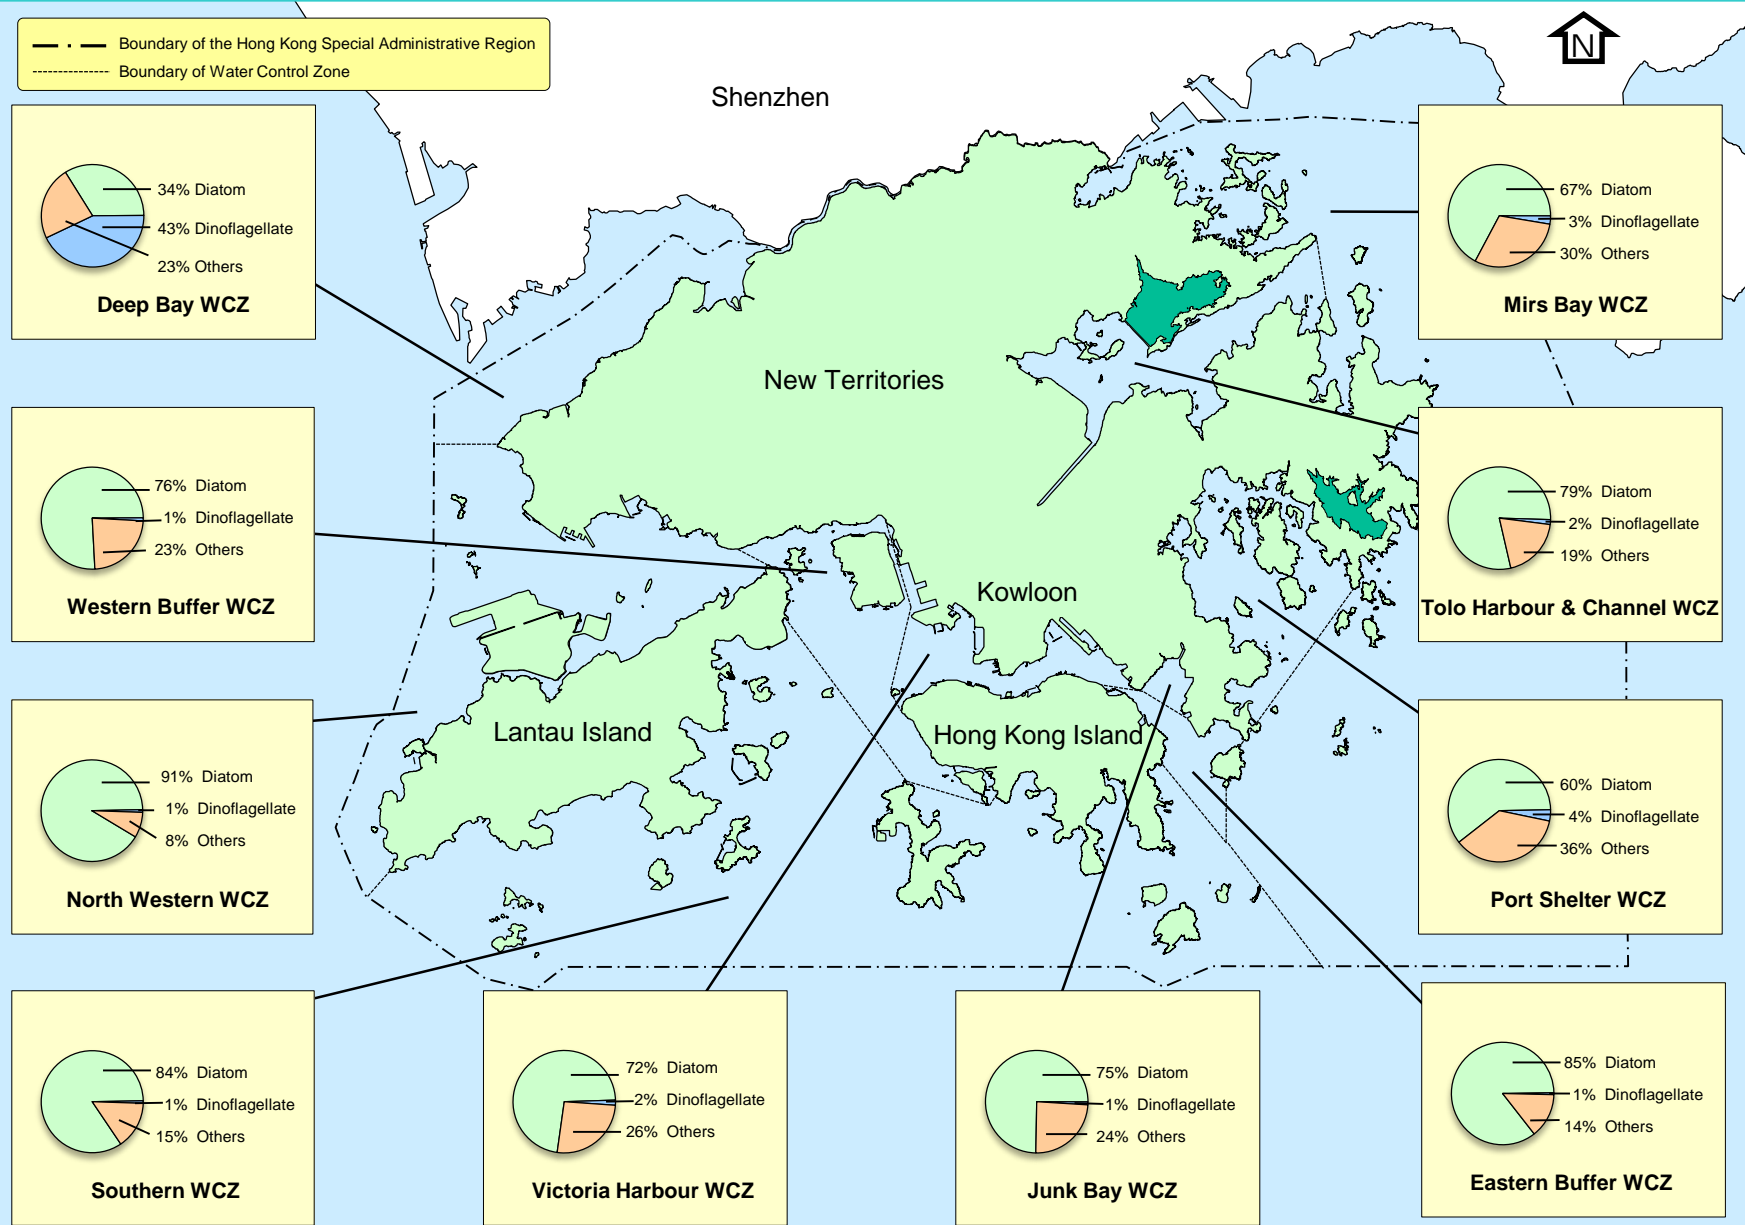 Boundary of the Hong Kong Special Administrative Region
Boundary of Water Control Zone
N
Shenzhen
New Territories
Kowloon
Lantau Island
Hong Kong Island
34% Diatom
43% Dinoflagellate
23% Others
Deep Bay WCZ
76% Diatom
1% Dinoflagellate
23% Others
Western Buffer WCZ
91% Diatom
1% Dinoflagellate
8% Others
North Western WCZ
84% Diatom
1% Dinoflagellate
15% Others
Southern WCZ
72% Diatom
2% Dinoflagellate
26% Others
Victoria Harbour WCZ
75% Diatom
1% Dinoflagellate
24% Others
Junk Bay WCZ
85% Diatom
1% Dinoflagellate
14% Others
Eastern Buffer WCZ
60% Diatom
4% Dinoflagellate
36% Others
Port Shelter WCZ
79% Diatom
2% Dinoflagellate
19% Others
Tolo Harbour & Channel WCZ
67% Diatom
3% Dinoflagellate
30% Others
Mirs Bay WCZ